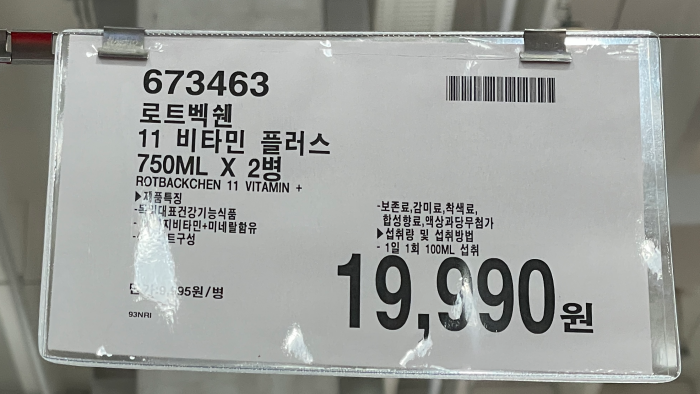 673463
로트벡쉔
11 비타민 플러스
750ML X 2병
ROTBACKCHEN 11 VITAMIN +
▶제품특징
-보존료,감미료,착색료,
합성향료,액상과당무첨가
▶섭취량 및 섭취방법
- 1일 1회 100ML 섭취
19,990원
93NRI